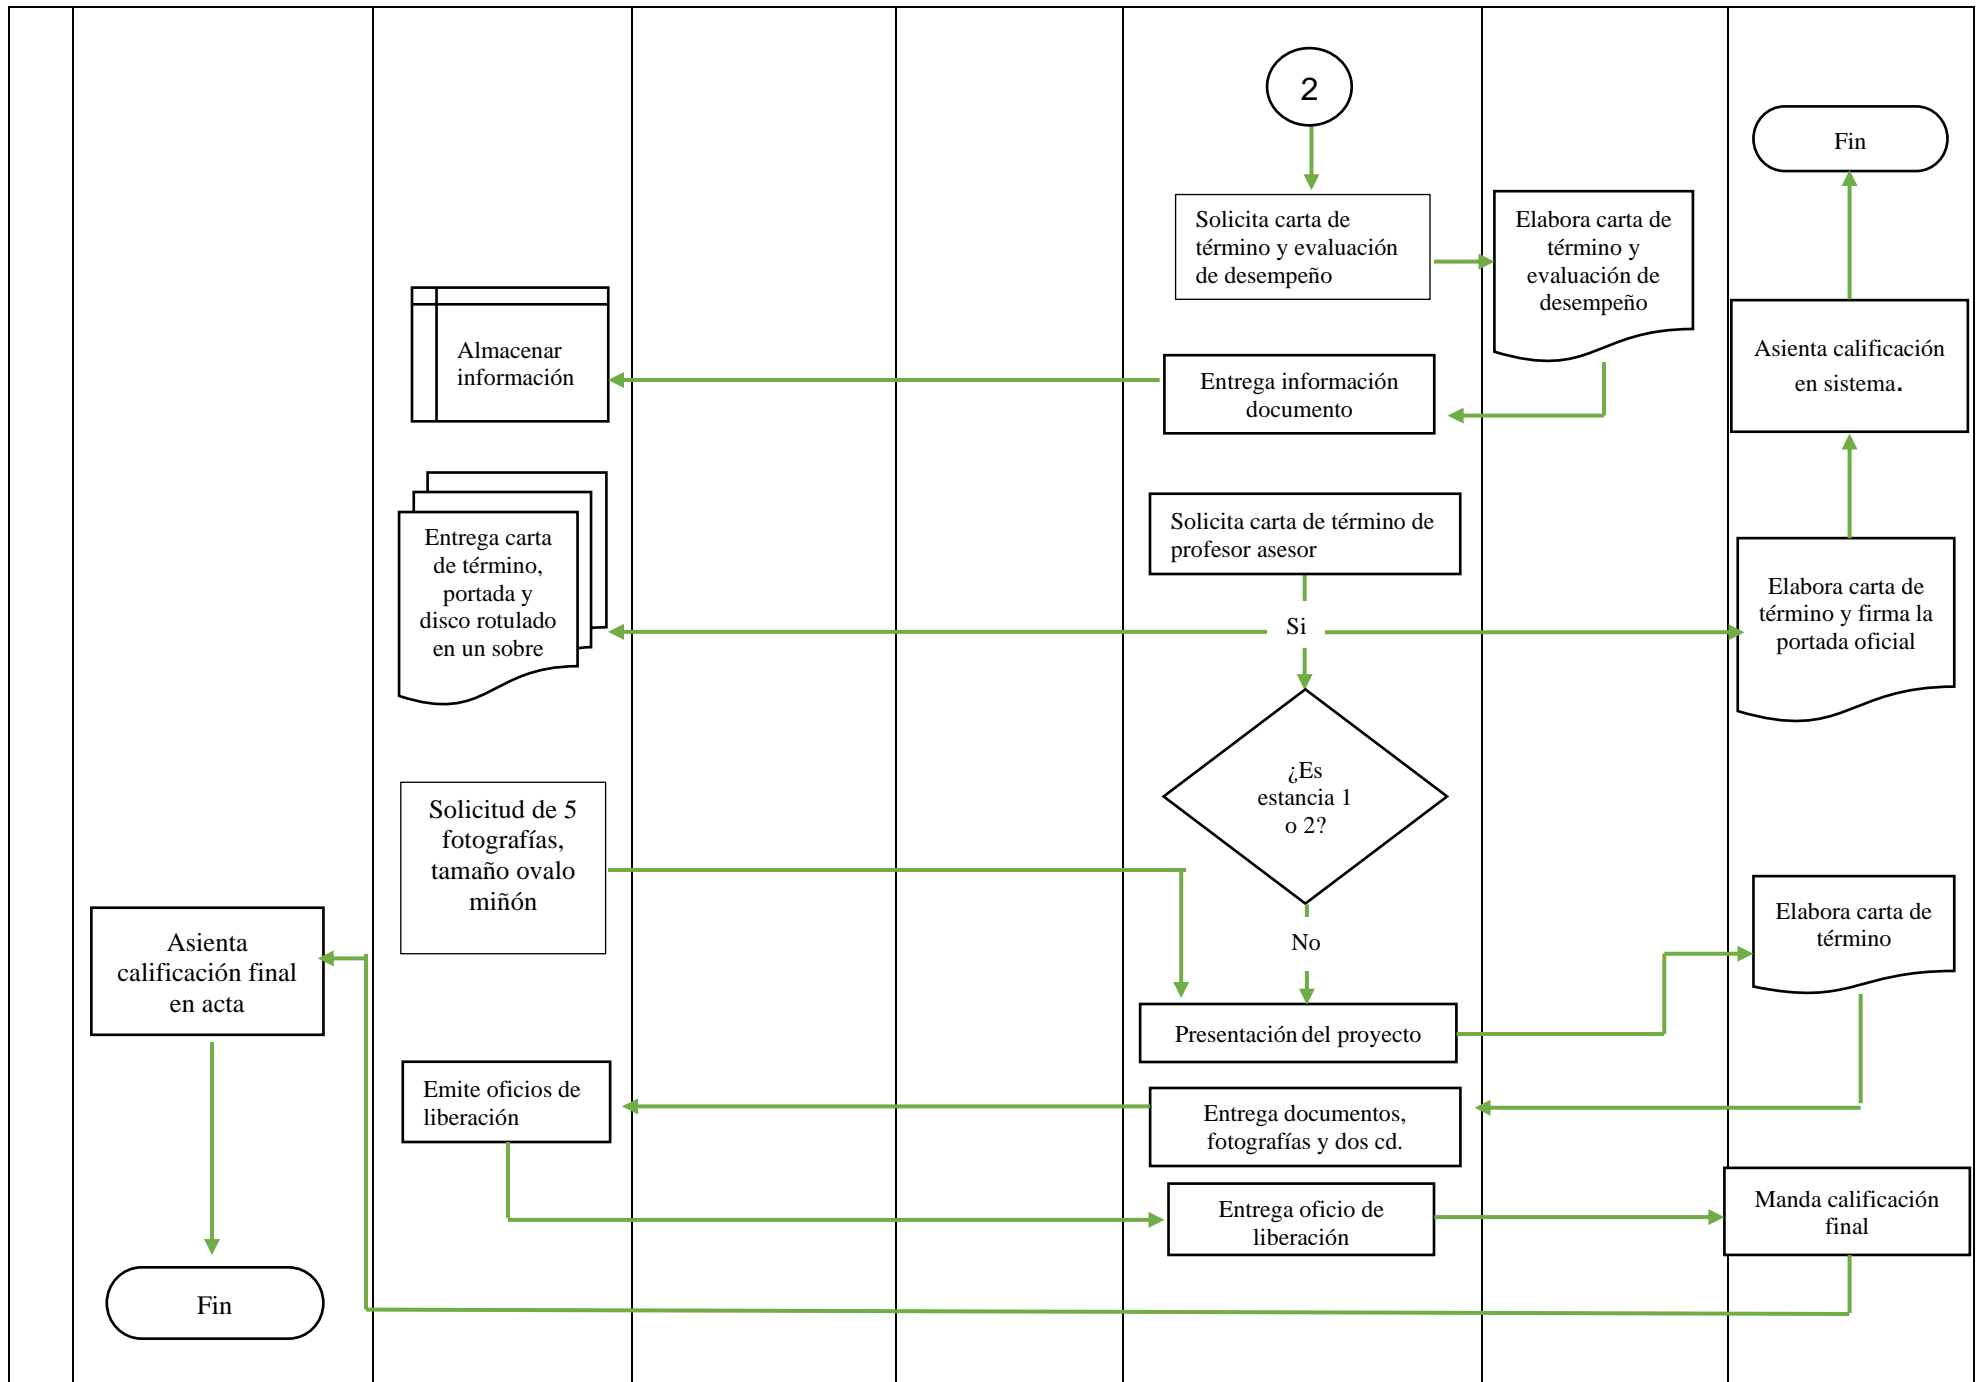 2
Fin
Solicita carta de
término y evaluación
de desempeño
Elabora carta de
término y
evaluación de
desempeño
Almacenar
información
Entrega información
documento
Asienta calificación
en sistema.
Solicita carta de término de
profesor asesor
Entrega carta
de término,
portada y
disco rotulado
en un sobre
Si
Elabora carta de
término y firma la
portada oficial
¿Es
estancia 1
o 2?
Solicitud de 5
fotografías,
tamaño ovalo
miñón
No
Elabora carta de
término
Asienta
calificación final
en acta
Presentación del proyecto
Emite oficios de
liberación
Entrega documentos,
fotografías y dos cd.
Entrega oficio de
liberación
Manda calificación
final
Fin